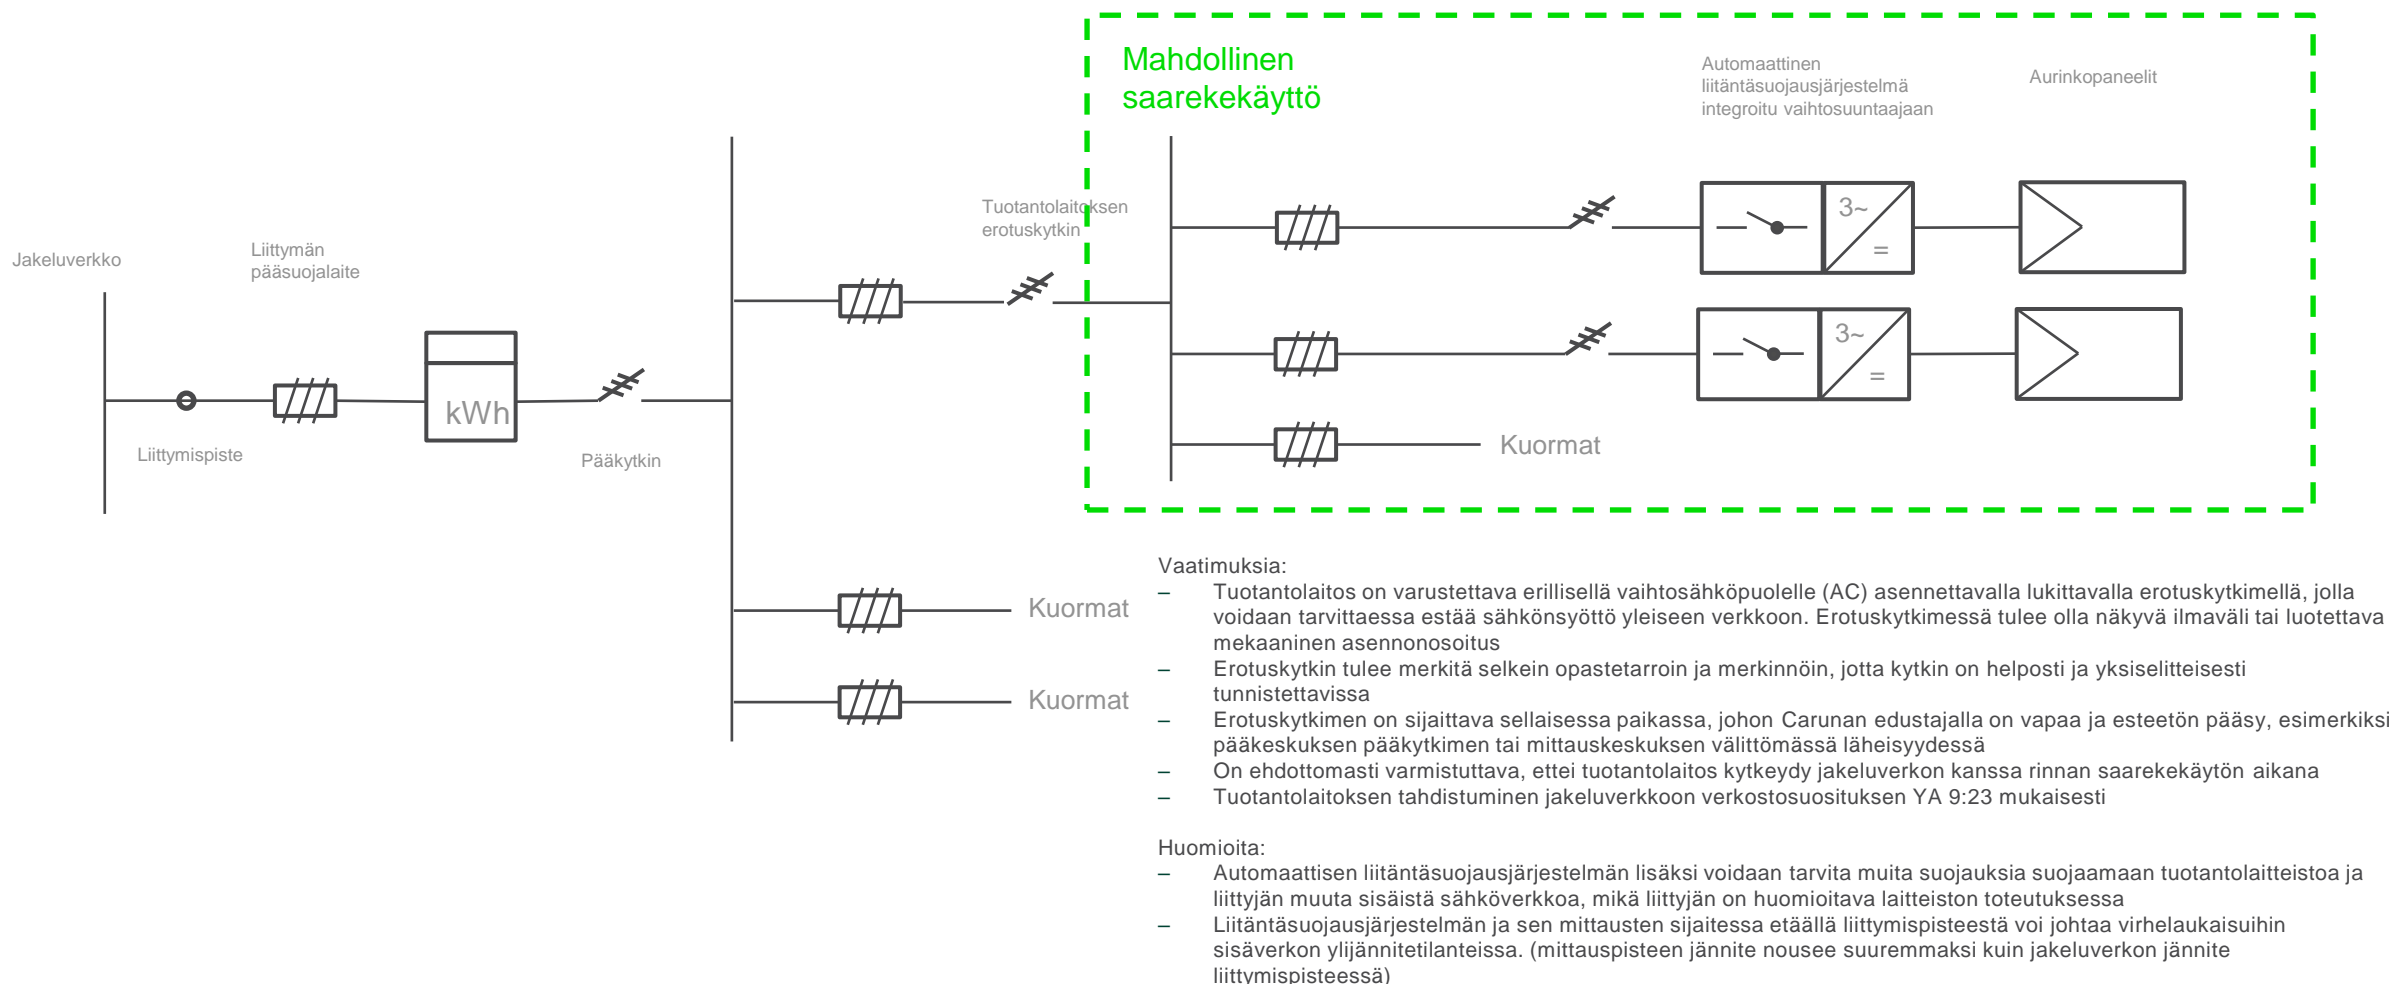 Mahdollinen
saarekekäyttö
Automaattinen
liitäntäsuojausjärjestelmä
integroitu vaihtosuuntaajaan
Aurinkopaneelit
Tuotantolaitoksen
erotuskytkin
Jakeluverkko
Liittymän
pääsuojalaite
3~
=
3~
=
kWh
Liittymispiste
Pääkytkin
Kuormat
Kuormat
Kuormat
Vaatimuksia:
– Tuotantolaitos on varustettava erillisellä vaihtosähköpuolelle (AC) asennettavalla lukittavalla erotuskytkimellä, jolla
voidaan tarvittaessa estää sähkönsyöttö yleiseen verkkoon. Erotuskytkimessä tulee olla näkyvä ilmaväli tai luotettava
mekaaninen asennonosoitus
– Erotuskytkin tulee merkitä selkein opastetarroin ja merkinnöin, jotta kytkin on helposti ja yksiselitteisesti
tunnistettavissa
– Erotuskytkimen on sijaittava sellaisessa paikassa, johon Carunan edustajalla on vapaa ja esteetön pääsy, esimerkiksi
pääkeskuksen pääkytkimen tai mittauskeskuksen välittömässä läheisyydessä
– On ehdottomasti varmistuttava, ettei tuotantolaitos kytkeydy jakeluverkon kanssa rinnan saarekekäytön aikana
– Tuotantolaitoksen tahdistuminen jakeluverkkoon verkostosuosituksen YA 9:23 mukaisesti
Huomioita:
– Automaattisen liitäntäsuojausjärjestelmän lisäksi voidaan tarvita muita suojauksia suojaamaan tuotantolaitteistoa ja
liittyjän muuta sisäistä sähköverkkoa, mikä liittyjän on huomioitava laitteiston toteutuksessa
– Liitäntäsuojausjärjestelmän ja sen mittausten sijaitessa etäällä liittymispisteestä voi johtaa virhelaukaisuihin
sisäverkon ylijännitetilanteissa. (mittauspisteen jännite nousee suuremmaksi kuin jakeluverkon jännite
liittymispisteessä)